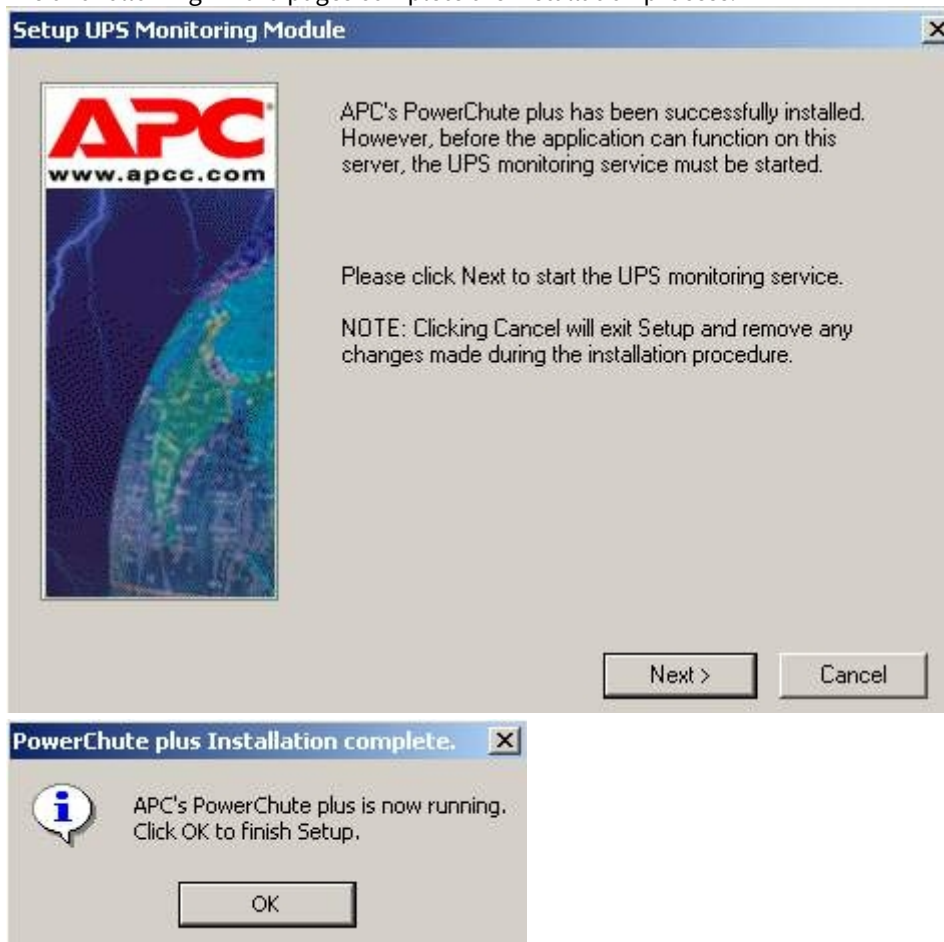 Setup UPS Monitoring Module
APC
www.apcc.com
APC's PowerChute plus has been successfully installed.
However, before the application can function on this
server, the UPS monitoring service must be started.
Please click Next to start the UPS monitoring service.
NOTE: Clicking Cancel will exit Setup and remove any
changes made during the installation procedure.
Next >
Cancel
PowerChute plus Installation complete.
APC's PowerChute plus is now running.
Click OK to finish Setup.
OK